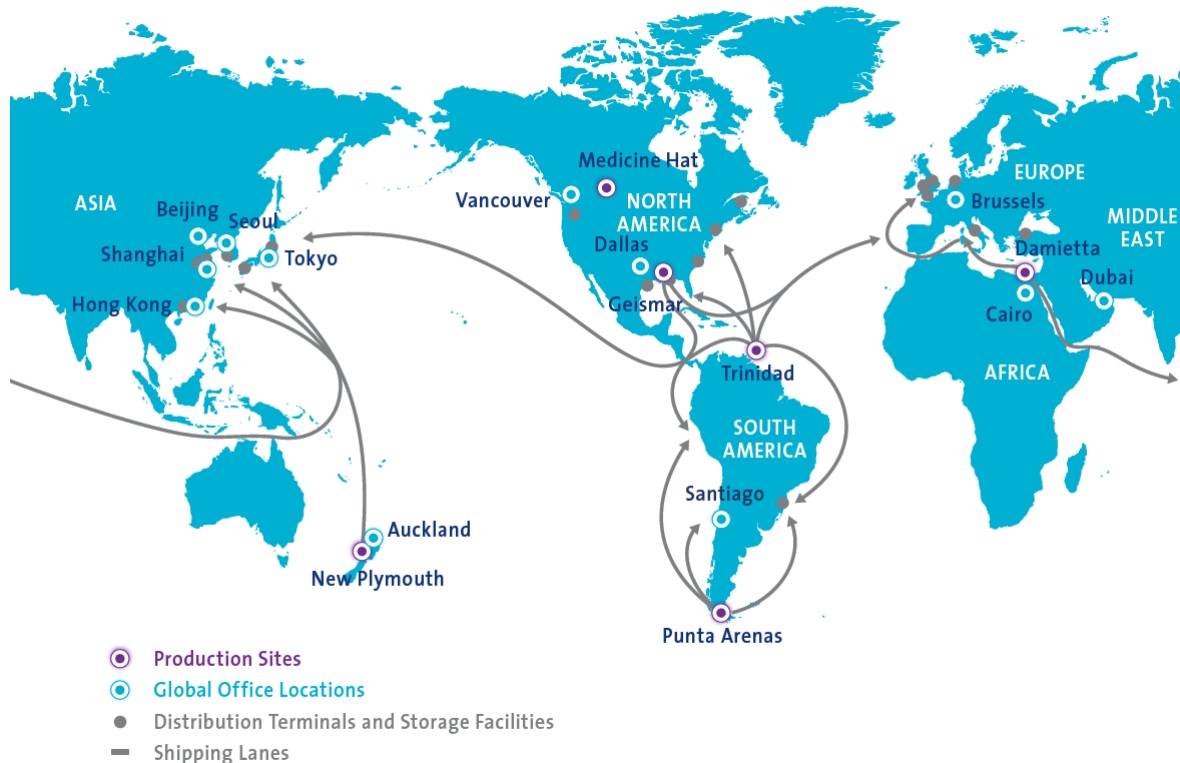 Medicine Hat
Vancouver
NORTH
AMERICA
EUROPE
ASIA
Beijing
Seoul
Brussels
MIDDLE
EAST
Shanghai
Tokyo
Dallas
Damietta
Dubai
Hong Kong
Geismar
Cairo
Trinidad
AFRICA
SOUTH
AMERICA
Santiago
Auckland
New Plymouth
Punta Arenas
Production Sites
Global Office Locations
Distribution Terminals and Storage Facilities
Shipping Lanes